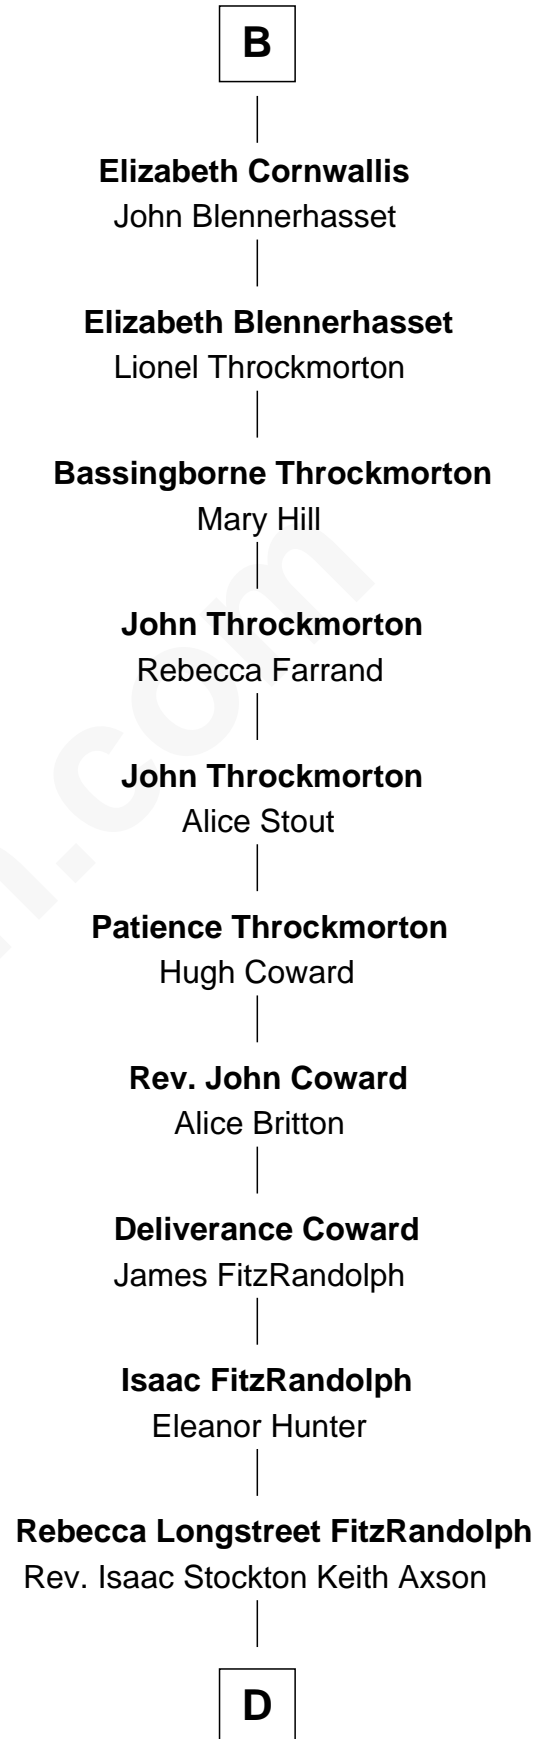 B
Elizabeth Cornwallis
John Blennerhasset
Elizabeth Blennerhasset
Lionel Throckmorton
Bassingborne Throckmorton
Mary Hill
John Throckmorton
Rebecca Farrand
John Throckmorton
Alice Stout
Patience Throckmorton
Hugh Coward
Rev. John Coward
Alice Britton
Deliverance Coward
James FitzRandolph
Isaac FitzRandolph
Eleanor Hunter
Rebecca Longstreet FitzRandolph
Rev. Isaac Stockton Keith Axson
D